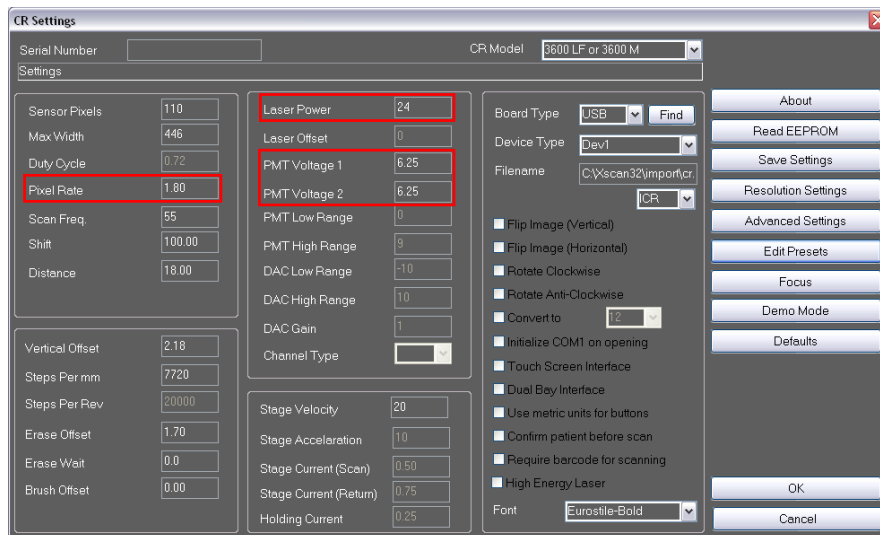 CR Settings
Serial Number
CR Model 3600 LF or 3600 M
Settings
Sensor Pixels 110
Max Width 446
Duty Cycle 0.72
Pixel Rate 1.80
Scan Freq. 55
Shift 100.00
Distance 18.00
Vertical Offset 2.18
Steps Per mm 7720
Steps Per Rev 20000
Erase Offset 1.70
Erase Wait 0.0
Brush Offset 0.00
Laser Power 24
Laser Offset 0
PMT Voltage 1 6.25
PMT Voltage 2 6.25
PMT Low Range 0
PMT High Range 9
DAC Low Range -10
DAC High Range 10
DAC Gain 1
Channel Type
Stage Velocity 20
Stage Accelaration 10
Stage Current (Scan) 0.50
Stage Current (Return) 0.75
Holding Current 0.25
Board Type USB Find
Device Type Dev1
Filename C:\Xscan32\import\cr.
ICR
Flip Image (Vertical)
Flip Image (Horizontal)
Rotate Clockwise
Rotate Anti-Clockwise
Convert to 12
Initialize COM1 on opening
Touch Screen Interface
Dual Bay Interface
Use metric units for buttons
Confirm patient before scan
Require barcode for scanning
High Energy Laser
Font Eurostile-Bold
About
Read EEPROM
Save Settings
Resolution Settings
Advanced Settings
Edit Presets
Focus
Demo Mode
Defaults
OK
Cancel